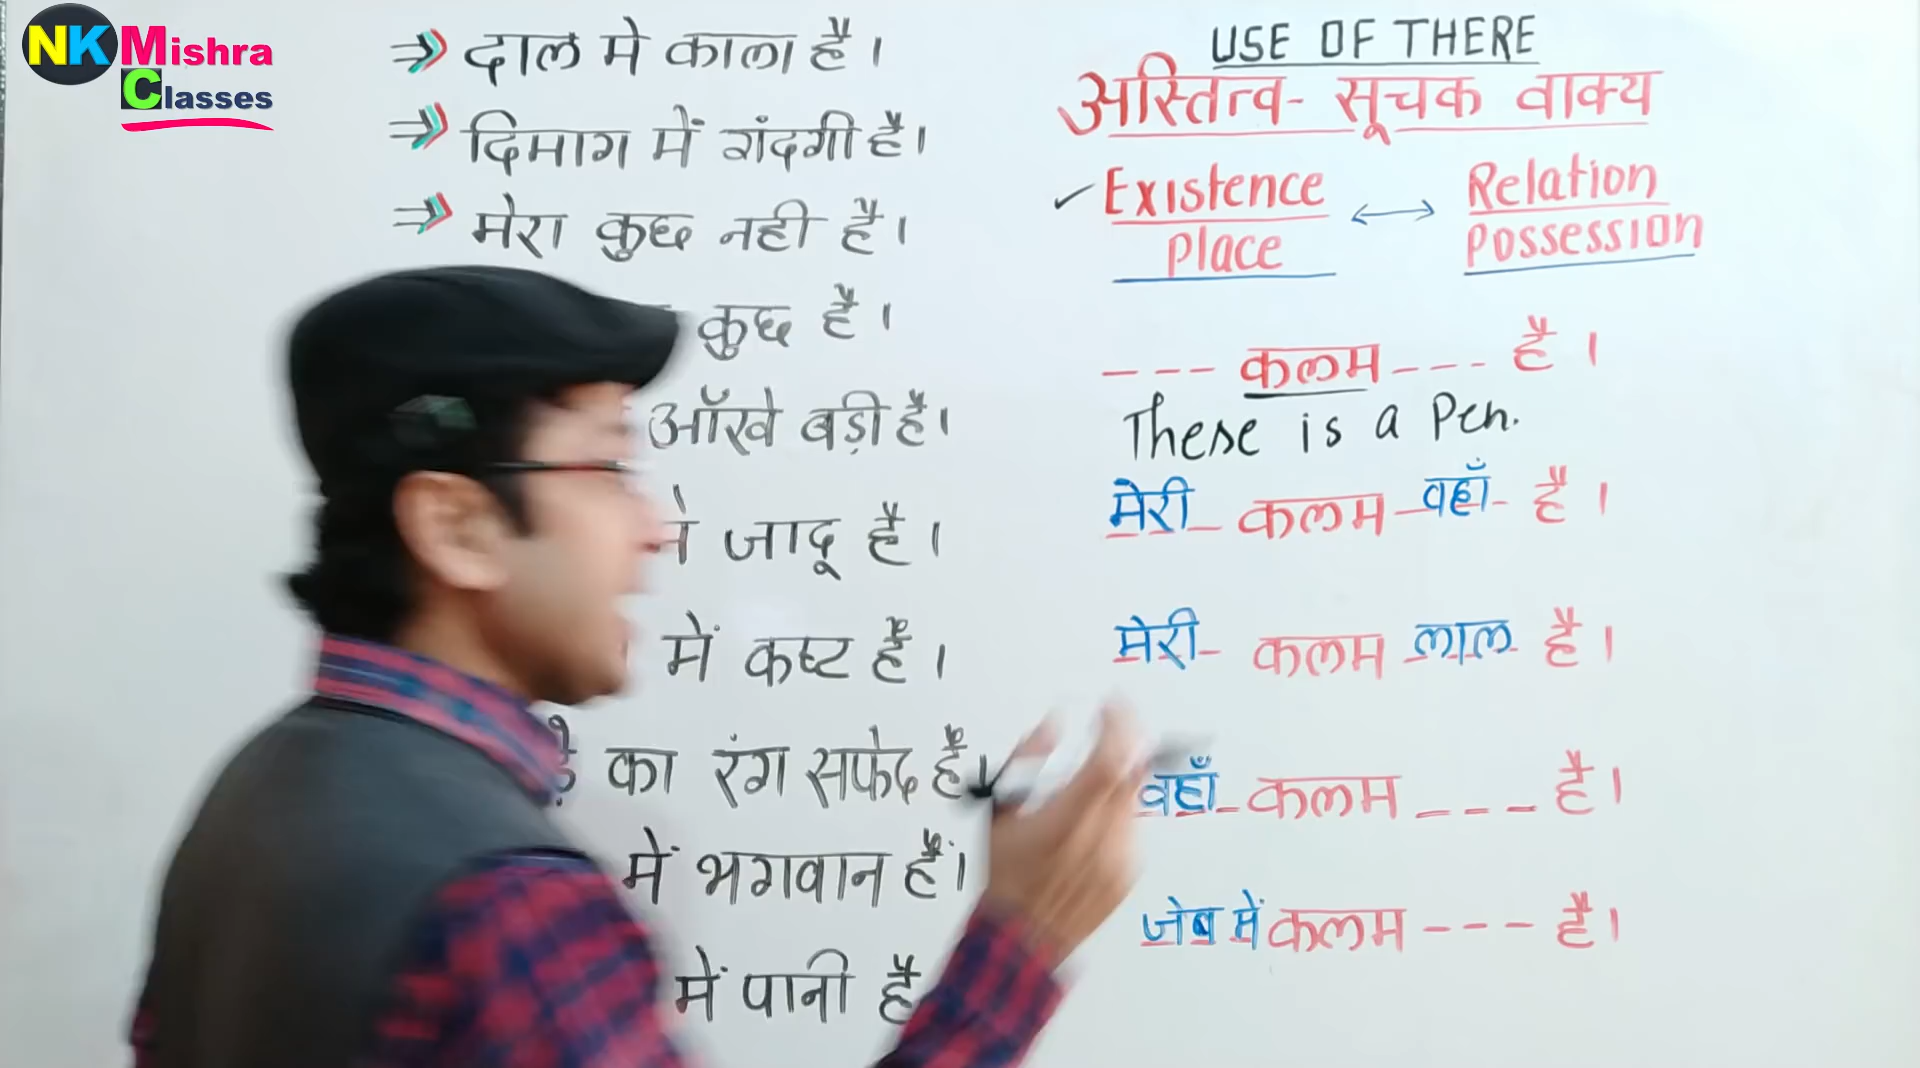 NK Mishra
Classes
दाल मे काला है।
दिमाग में गंदगी है।
मेरा कुछ नही है।
कुछ है।
आँखे बड़ी है।
जादू है।
में कष्ट है।
का रंग सफेद है।
में भगवान हैं।
में पानी है
USE OF THERE
अस्तित्व- सूचक वाक्य
Existence ↔ Relation
Place Possession
--- कलम --- है।
There is a Pen.
मेरी- कलम -वहाँ- है।
मेरी- कलम लाल है।
वहाँ-कलम --- है।
जेब में कलम --- है।